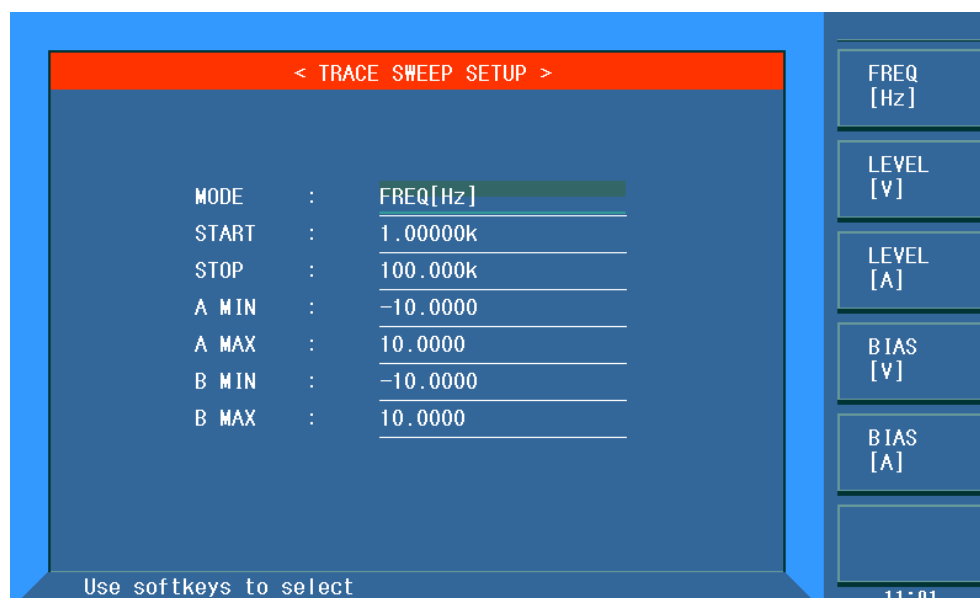 < TRACE SWEEP SETUP >
MODE : FREQ[Hz]
START : 1.00000k
STOP : 100.000k
A MIN : -10.0000
A MAX : 10.0000
B MIN : -10.0000
B MAX : 10.0000
Use softkeys to select
FREQ
[Hz]
LEVEL
[V]
LEVEL
[A]
BIAS
[V]
BIAS
[A]